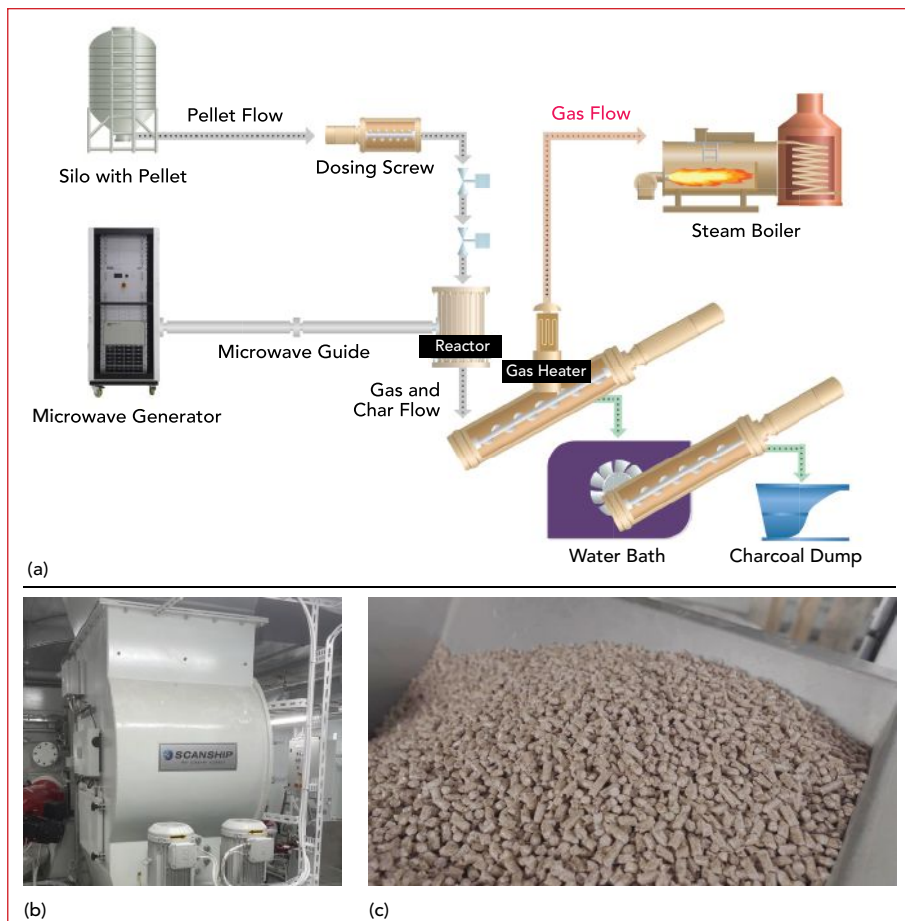 Pellet Flow
Gas Flow
Silo with Pellet
Dosing Screw
Steam Boiler
Reactor
Microwave Guide
Gas Heater
Gas and
Char Flow
Microwave Generator
Water Bath
Charcoal Dump
(a)
SCANSHIP
(b)
(c)